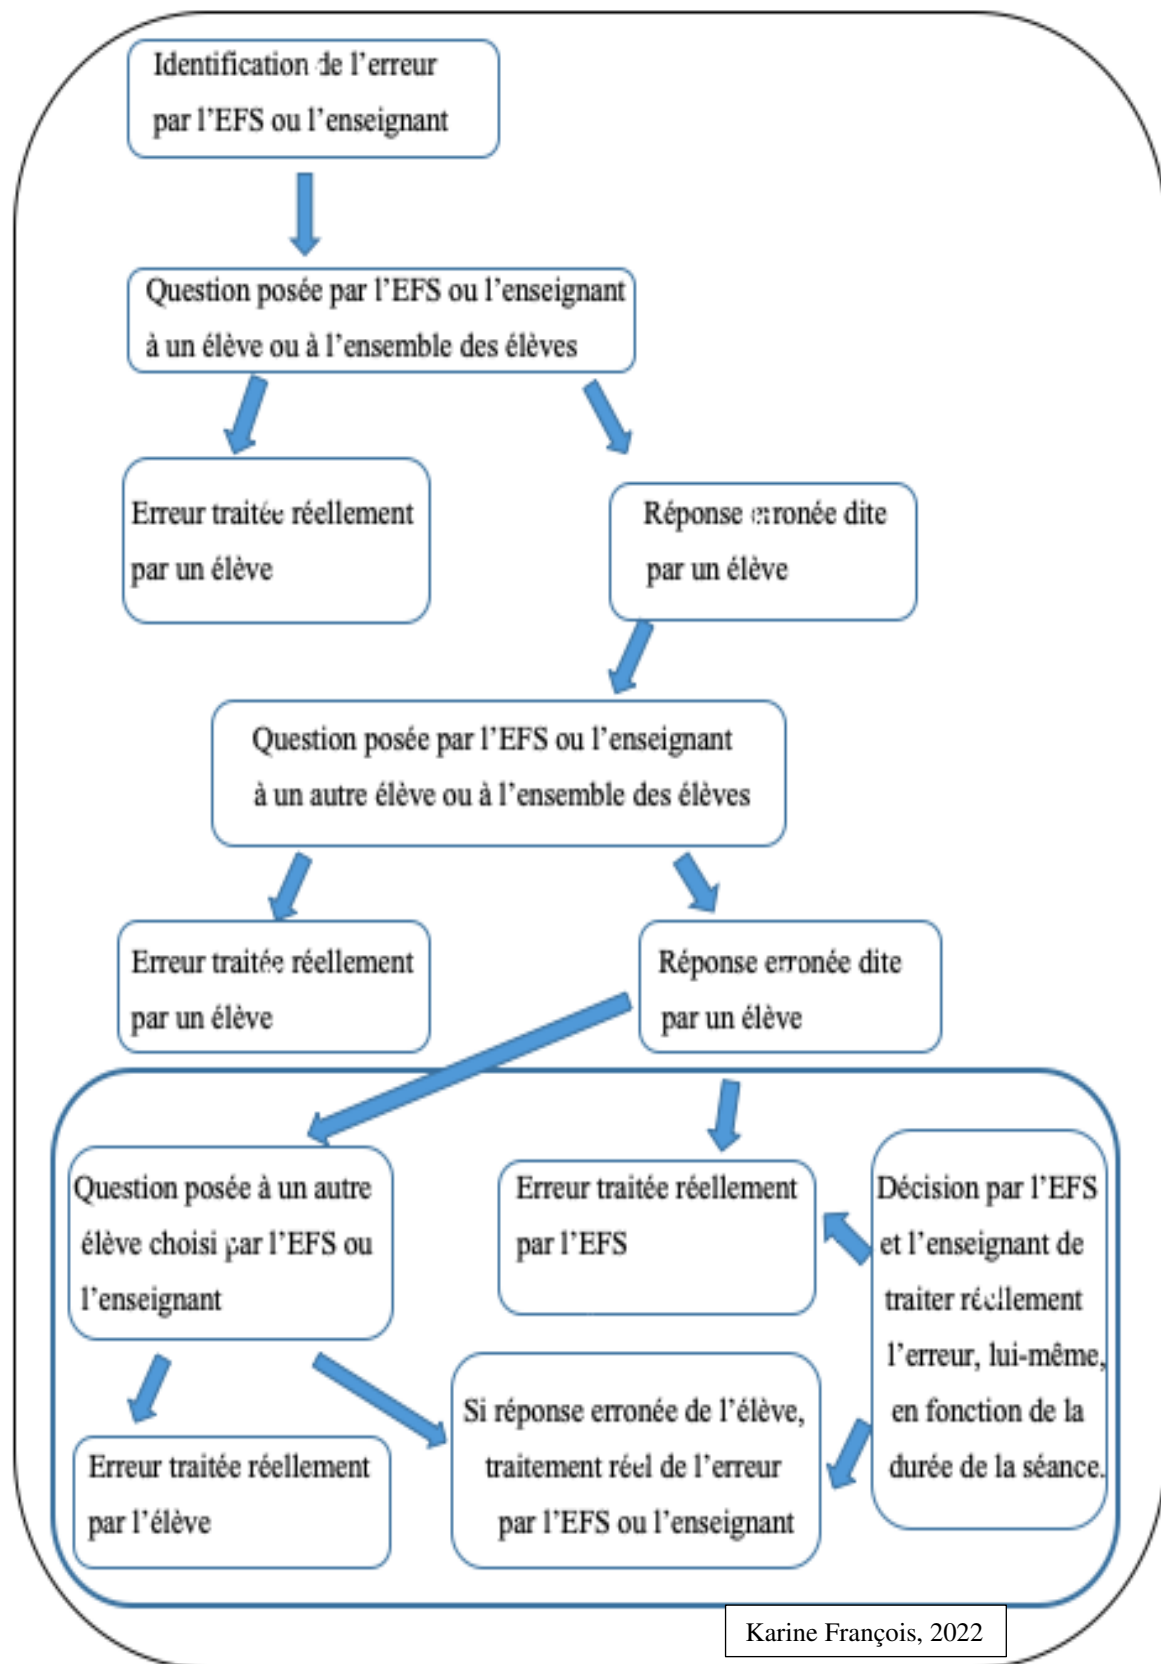 Identification de l'erreur
par l'EFS ou l'enseignant
Question posée par l'EFS ou l'enseignant
à un élève ou à l'ensemble des élèves
Erreur traitée réellement
par un élève
Réponse erronée dite
par un élève
Question posée par l'EFS ou l'enseignant
à un autre élève ou à l'ensemble des élèves
Erreur traitée réellement
par un élève
Réponse erronée dite
par un élève
Question posée à un autre
élève choisi par l'EFS ou
l'enseignant
Erreur traitée réellement
par l'EFS
Décision par l'EFS
et l'enseignant de
traiter réellement
l'erreur, lui-même,
en fonction de la
durée de la séance.
Erreur traitée réellement
par l'élève
Si réponse erronée de l'élève,
traitement réel de l'erreur
par l'EFS ou l'enseignant
Karine François, 2022